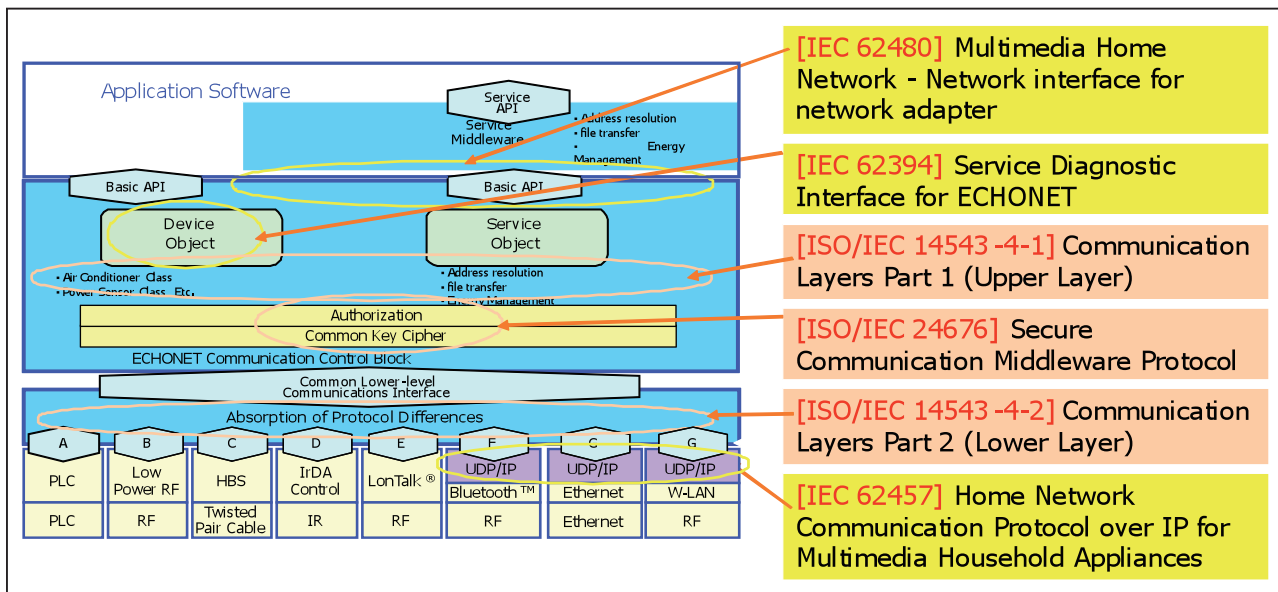 Application Software
Service
API
Service
Middleware
• Address resolution
• file transfer
• Energy
Management
Basic API
Basic API
Device
Object
Service
Object
• Air Conditioner Class
• Power Sensor Class Etc.
• Address resolution
• file transfer
• Energy Management
Authorization
Common Key Cipher
ECHONET Communication Control Block
Common Lower-level
Communications Interface
Absorption of Protocol Differences
A B C D E F G G
PLC
Low
Power RF
HBS
IrDA
Control
LonTalk ®
UDP/IP
Bluetooth ™
UDP/IP
Ethernet
UDP/IP
W-LAN
PLC
RF
Twisted
Pair Cable
IR
RF
RF
Ethernet
RF
[IEC 62480] Multimedia Home
Network - Network interface for
network adapter
[IEC 62394] Service Diagnostic
Interface for ECHONET
[ISO/IEC 14543-4-1] Communication
Layers Part 1 (Upper Layer)
[ISO/IEC 24676] Secure
Communication Middleware Protocol
[ISO/IEC 14543-4-2] Communication
Layers Part 2 (Lower Layer)
[IEC 62457] Home Network
Communication Protocol over IP for
Multimedia Household Appliances